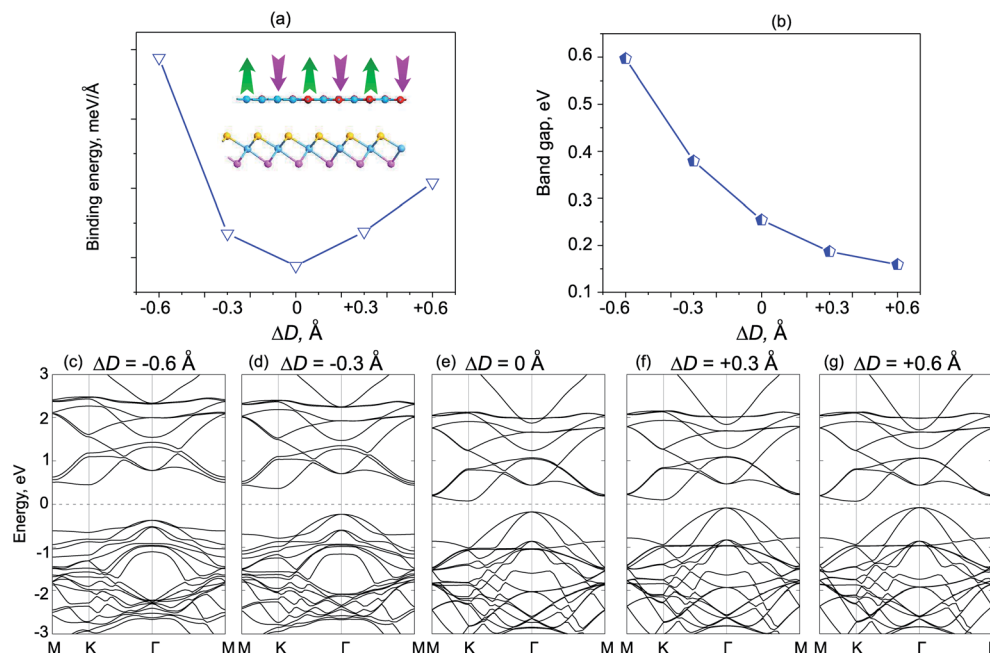 (a)
Binding energy, meV/Å
-0.6 -0.3 0 +0.3 +0.6
ΔD, Å
(b)
Band gap, eV
0.6
0.5
0.4
0.3
0.2
0.1
-0.6 -0.3 0 +0.3 +0.6
ΔD, Å
(c) ΔD = -0.6 Å
(d) ΔD = -0.3 Å
(e) ΔD = 0 Å
(f) ΔD = +0.3 Å
(g) ΔD = +0.6 Å
Energy, eV
3
2
1
0
-1
-2
-3
M K Γ M
M K Γ M
M K Γ M
M K Γ M
M K Γ